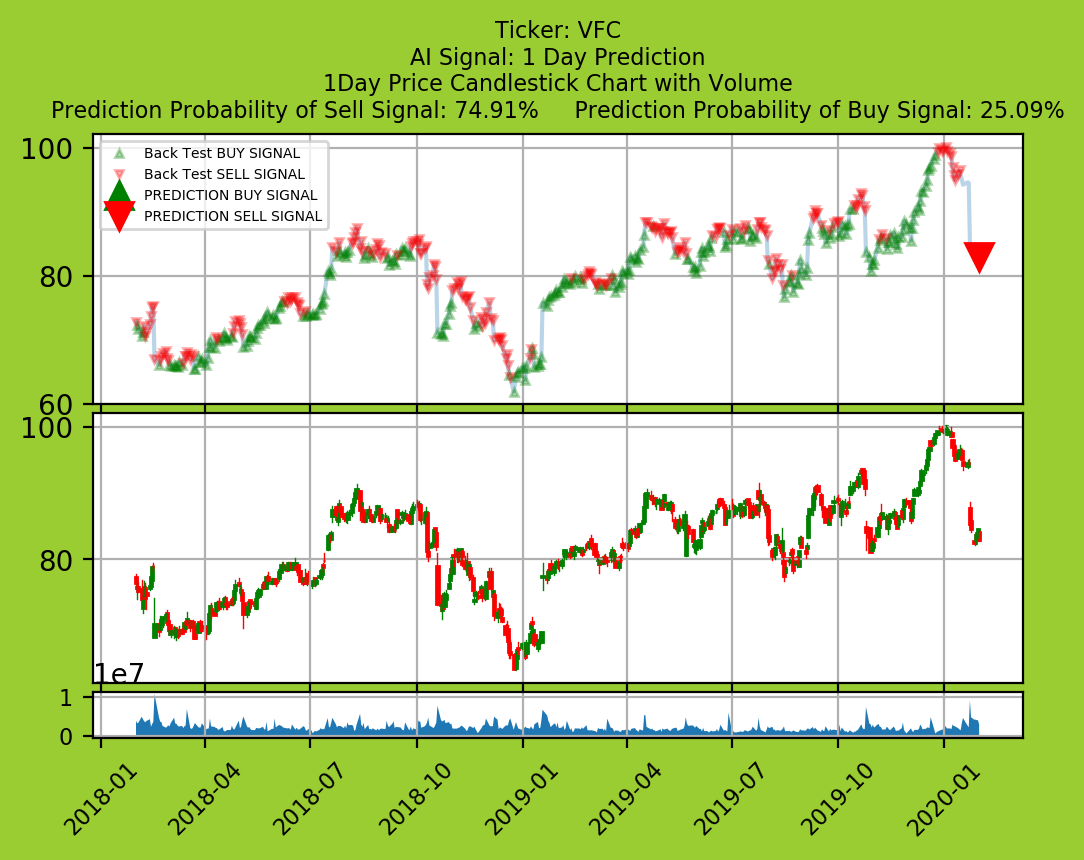 Ticker: VFC
AI Signal: 1 Day Prediction
1Day Price Candlestick Chart with Volume
Prediction Probability of Sell Signal: 74.91%     Prediction Probability of Buy Signal: 25.09%
Back Test BUY SIGNAL
Back Test SELL SIGNAL
PREDICTION BUY SIGNAL
PREDICTION SELL SIGNAL
100
80
60
100
80
1e7
1
0
2018-01 2018-04 2018-07 2018-10 2019-01 2019-04 2019-07 2019-10 2020-01